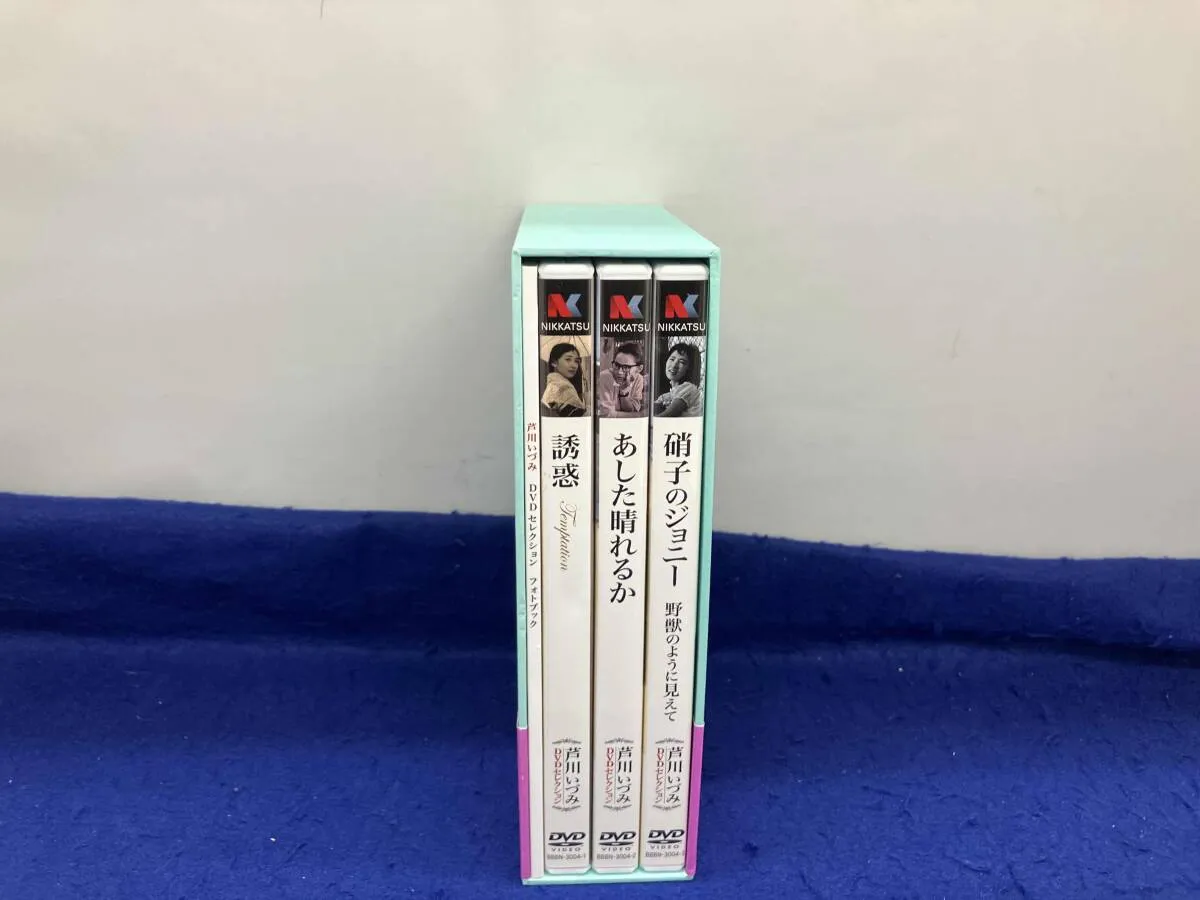 芦川いづみ DVDセレクション フォトブック
NIKKATSU
誘惑
Temptation
芦川いづみ
DVDセレクション
DVD
VIDEO
BBBN-3004-1
NIKKATSU
あした晴れるか
芦川いづみ
DVDセレクション
DVD
VIDEO
BBBN-3004-2
NIKKATSU
硝子のジョニー
野獣のように見えて
芦川いづみ
DVDセレクション
DVD
VIDEO
BBBN-3004-3